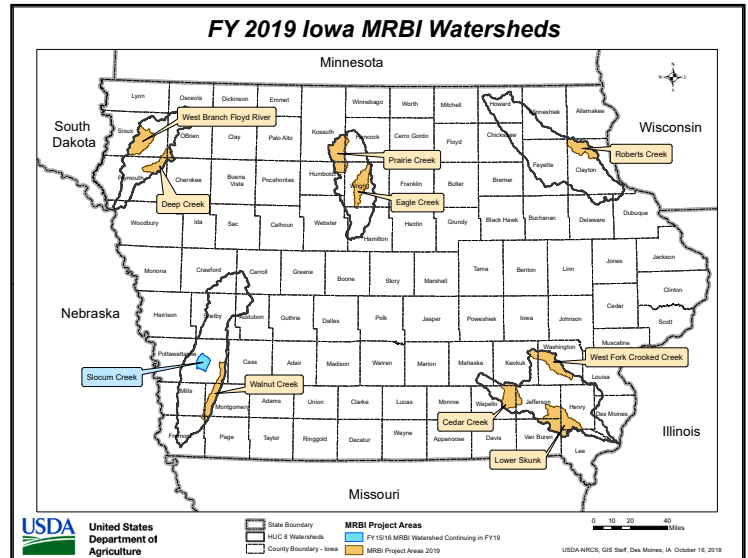 FY 2019 Iowa MRBI Watersheds
Minnesota
Lyon
Osceola
Dickinson
Emmet
Winnebago
Worth
Mitchell
Howard
Winneshiek
Allamakee
N
South
Dakota
Wisconsin
West Branch Floyd River
Sioux
OBrien
Clay
Palo Alto
Kossuth
Hancock
Cerro Gordo
Floyd
Chickasaw
Roberts Creek
Prairie Creek
Fayette
Clayton
Plymouth
Cherokee
Buena
Vista
Pocahontas
Humboldt
Wright
Franklin
Butler
Bremer
Deep Creek
Eagle Creek
Woodbury
Ida
Sac
Calhoun
Webster
Hamilton
Hardin
Grundy
Black Hawk
Buchanan
Delaware
Dubuque
Monona
Crawford
Carroll
Greene
Boone
Story
Marshall
Tama
Benton
Linn
Jones
Jackson
Nebraska
Harrison
Shelby
Audubon
Guthrie
Dallas
Polk
Jasper
Poweshiek
Iowa
Johnson
Cedar
Clinton
Scott
Pottawattamie
Cass
Adair
Madison
Warren
Marion
Mahaska
Keokuk
Washington
Muscatine
Louisa
West Fork Crooked Creek
Slocum Creek
Walnut Creek
Mills
Montgomery
Adams
Union
Clarke
Lucas
Monroe
Wapello
Jefferson
Henry
Des Moines
Cedar Creek
Fremont
Page
Taylor
Ringgold
Decatur
Wayne
Appanoose
Davis
Van Buren
Lee
Illinois
Lower Skunk
Missouri
USDA
United States
Department of
Agriculture
State Boundary
HUC 8 Watersheds
County Boundary - Iowa
MRBI Project Areas
FY15/16 MRBI Watershed Continuing in FY19
MRBI Project Areas 2019
0 10 20 40
Miles
USDA-NRCS, GIS Staff, Des Moines, IA October 16, 2018